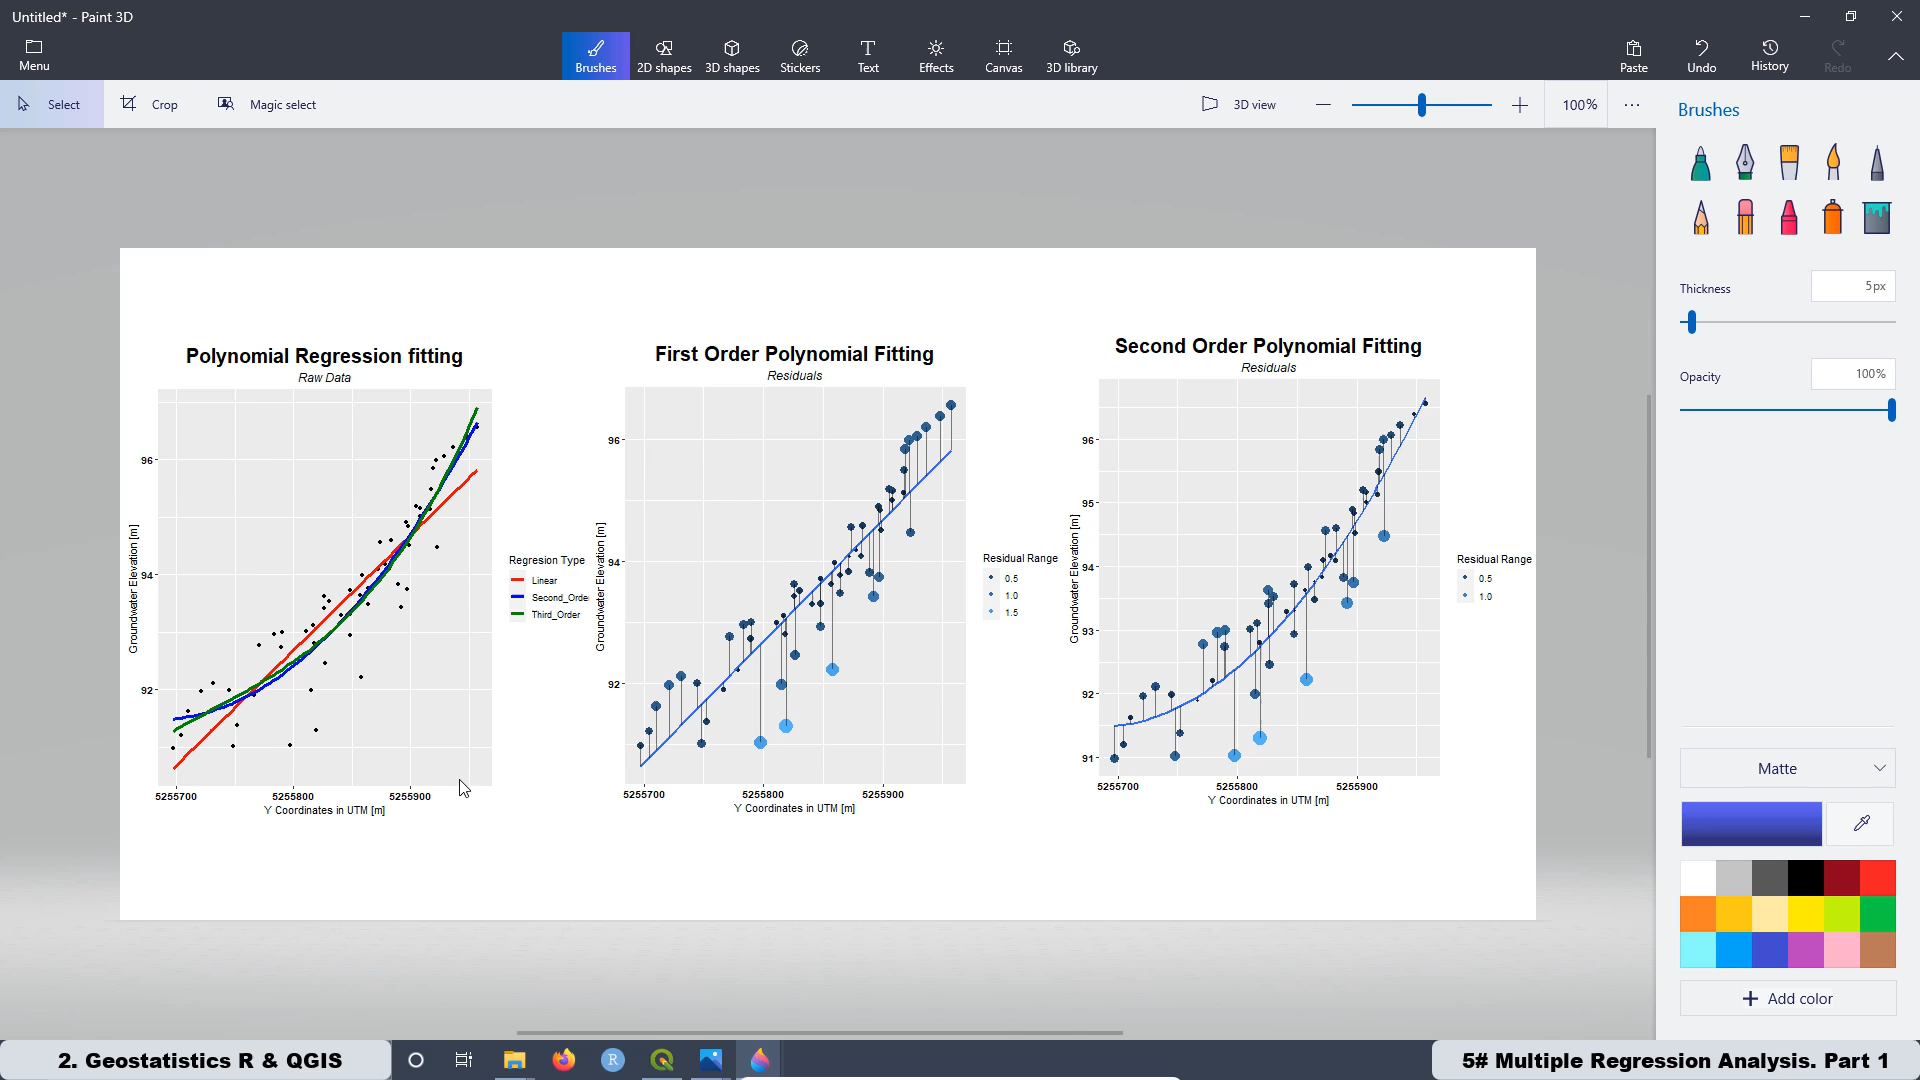 Untitled* - Paint 3D
Menu
Brushes
2D shapes
3D shapes
Stickers
Text
Effects
Canvas
3D library
Paste
Undo
History
Redo
Select
Crop
Magic select
3D view
100%
Brushes
Thickness
5px
Opacity
100%
Matte
Add color
Polynomial Regression fitting
Raw Data
Groundwater Elevation [m]
96
94
92
5255700
5255800
5255900
Y Coordinates in UTM [m]
Regresion Type
Linear
Second_Orde
Third_Order
First Order Polynomial Fitting
Residuals
Groundwater Elevation [m]
96
94
92
5255700
5255800
5255900
Y Coordinates in UTM [m]
Residual Range
0.5
1.0
1.5
Second Order Polynomial Fitting
Residuals
Groundwater Elevation [m]
96
95
94
93
92
91
5255700
5255800
5255900
Y Coordinates in UTM [m]
Residual Range
0.5
1.0
2. Geostatistics R & QGIS
R
5# Multiple Regression Analysis. Part 1